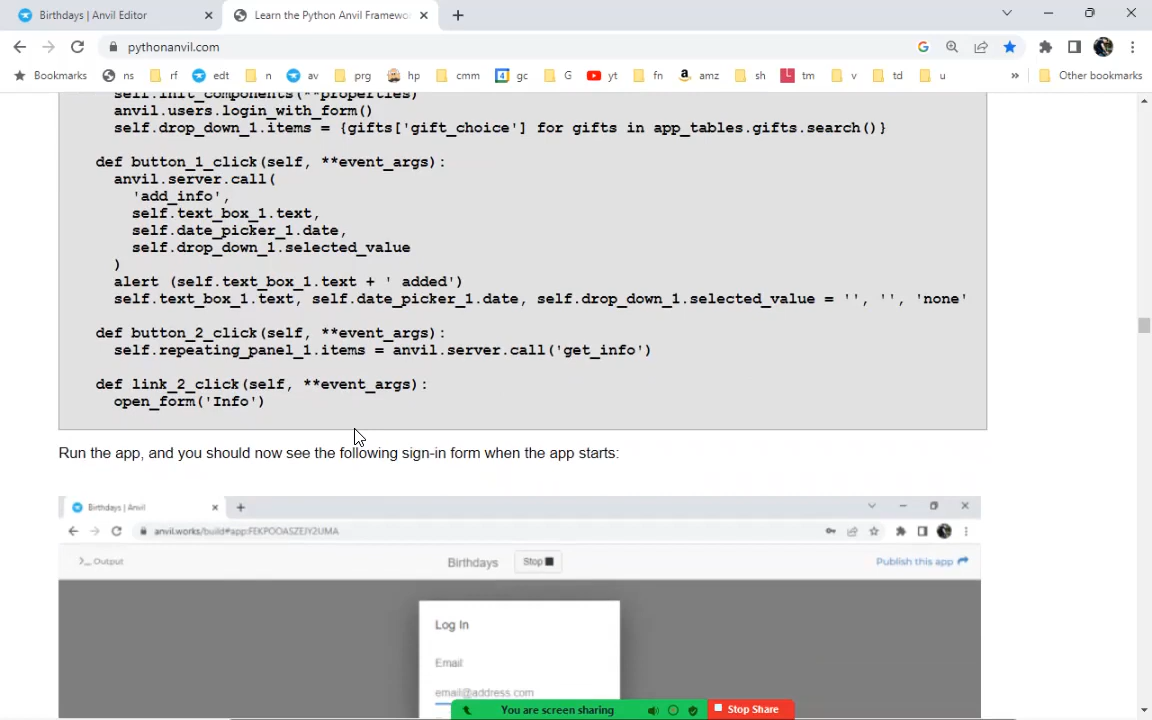 Birthdays | Anvil Editor
Learn the Python Anvil Framewo
pythonanvil.com
Bookmarks ns rf edt n av prg hp cmm gc G yt fn amz sh tm v td u » Other bookmarks
self.init_components(**properties)
anvil.users.login_with_form()
self.drop_down_1.items = {gifts['gift_choice'] for gifts in app_tables.gifts.search()}
def button_1_click(self, **event_args):
anvil.server.call(
'add_info',
self.text_box_1.text,
self.date_picker_1.date,
self.drop_down_1.selected_value
)
alert (self.text_box_1.text + ' added')
self.text_box_1.text, self.date_picker_1.date, self.drop_down_1.selected_value = '', '', 'none'
def button_2_click(self, **event_args):
self.repeating_panel_1.items = anvil.server.call('get_info')
def link_2_click(self, **event_args):
open_form('Info')
Run the app, and you should now see the following sign-in form when the app starts:
Birthdays | Anvil
>_ Output
Birthdays
Stop
Publish this app
Log In
Email
email@address.com
You are screen sharing
Stop Share